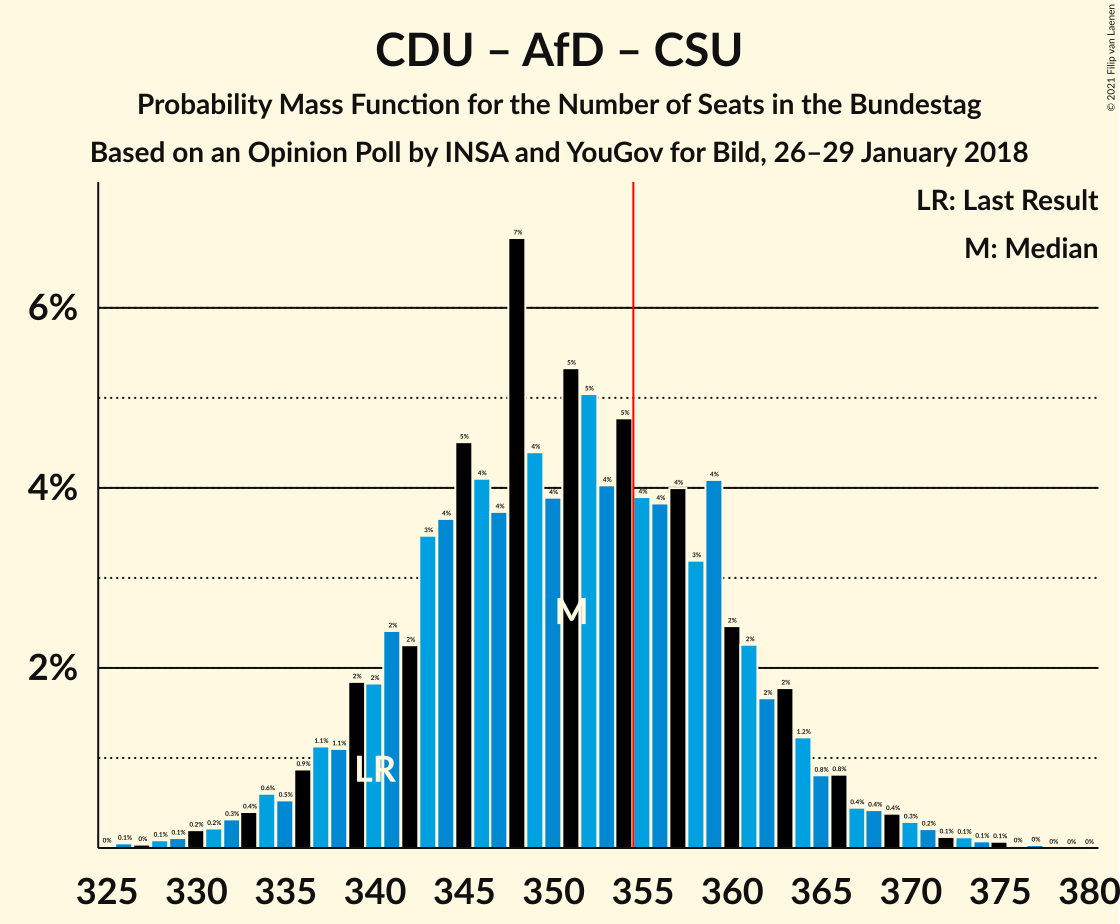 CDU – AfD – CSU
Probability Mass Function for the Number of Seats in the Bundestag
Based on an Opinion Poll by INSA and YouGov for Bild, 26–29 January 2018
© 2021 Filip van Laenen
LR: Last Result
M: Median
6%
4%
2%
0% 0.1% 0% 0.1% 0.1% 0.2% 0.2% 0.3% 0.4% 0.6% 0.5% 0.9% 1.1% 1.1% 2% 2% 2% 2% 3% 4% 5% 4% 4% 7% 4% 4% 5% 5% 4% 5% 4% 4% 4% 3% 4% 2% 2% 2% 2% 1.2% 0.8% 0.8% 0.4% 0.4% 0.4% 0.3% 0.2% 0.1% 0.1% 0.1% 0.1% 0% 0% 0% 0% 0%
M
LR
325 330 335 340 345 350 355 360 365 370 375 380